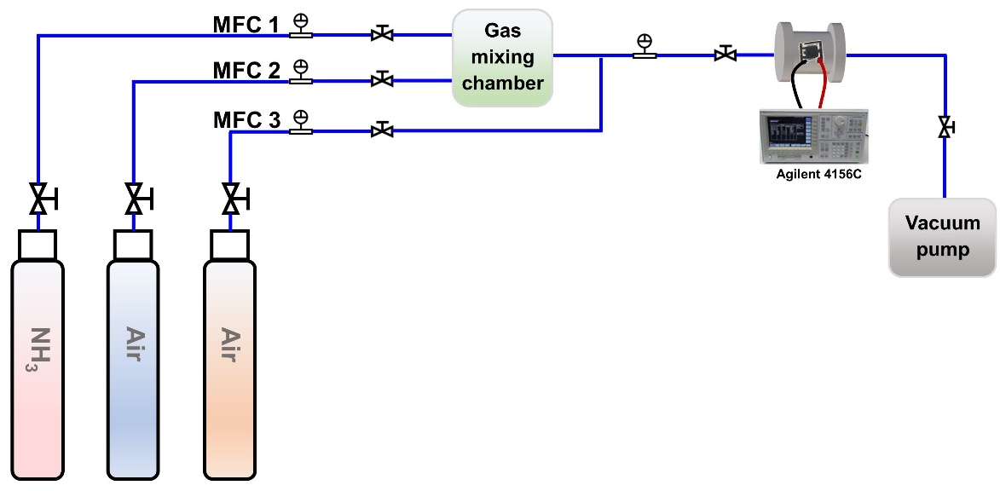 MFC 1
MFC 2
MFC 3
Gas
mixing
chamber
Agilent 4156C
Vacuum
pump
NH₃
Air
Air